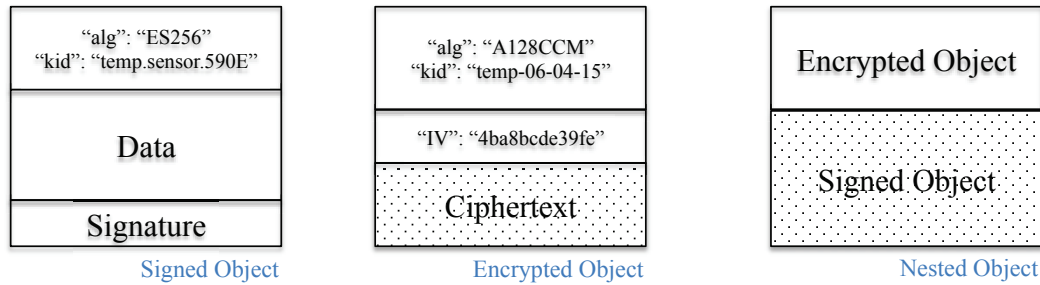 “alg”: “ES256”
“kid”: “temp.sensor.590E”
Data
Signature
Signed Object
“alg”: “A128CCM”
“kid”: “temp-06-04-15”
“IV”: “4ba8bcde39fe”
Ciphertext
Encrypted Object
Encrypted Object
Signed Object
Nested Object